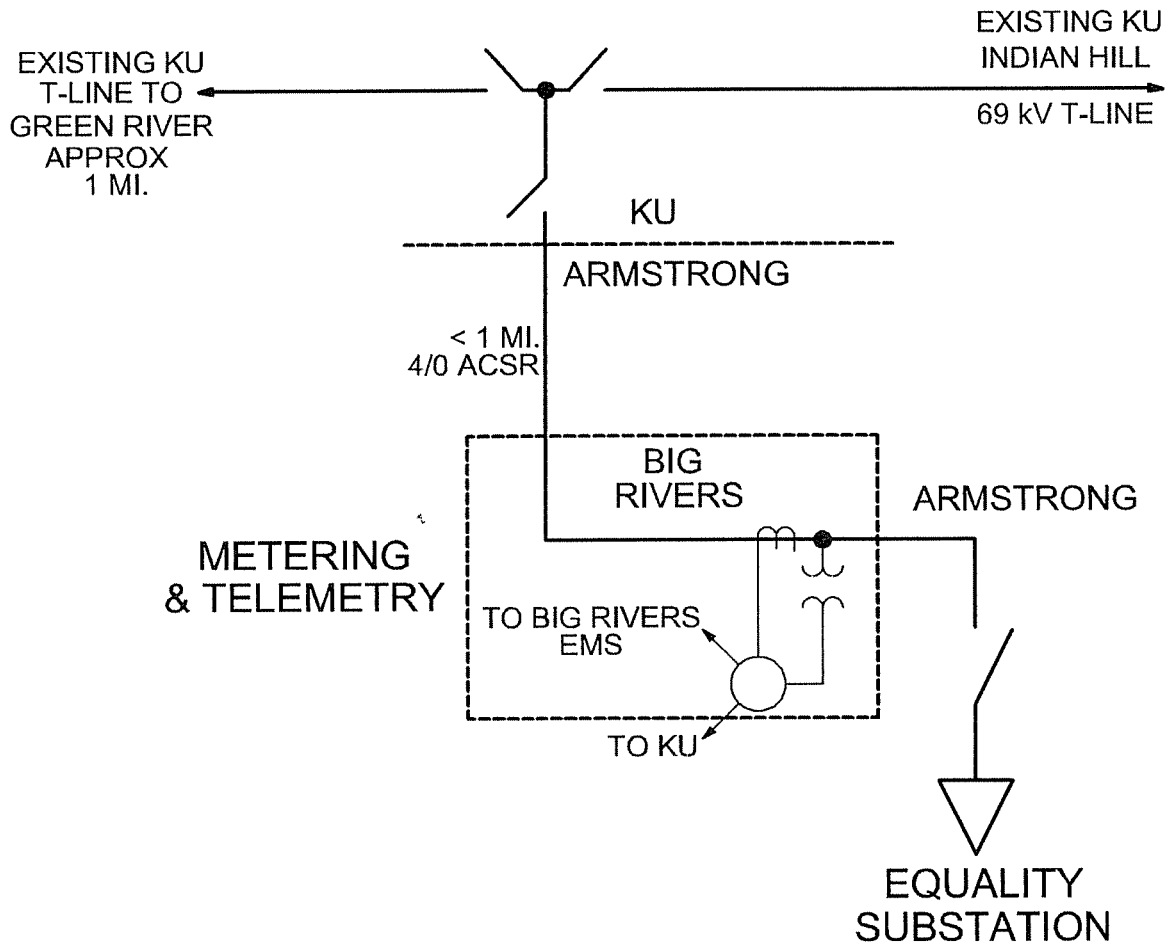 EXISTING KU
T-LINE TO
GREEN RIVER
APPROX
1 MI.
EXISTING KU
INDIAN HILL
69 kV T-LINE
KU
ARMSTRONG
< 1 MI.
4/0 ACSR
BIG
RIVERS
ARMSTRONG
METERING
& TELEMETRY
TO BIG RIVERS
EMS
TO KU
EQUALITY
SUBSTATION